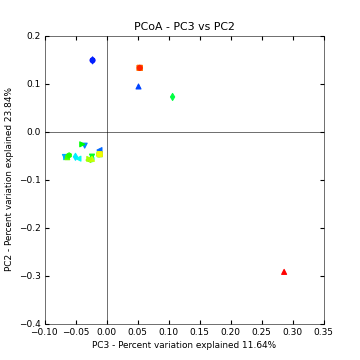 PCoA - PC3 vs PC2
0.2
0.1
0.0
−0.1
−0.2
−0.3
−0.4
PC2 - Percent variation explained 23.84%
−0.10 −0.05 0.00 0.05 0.10 0.15 0.20 0.25 0.30 0.35
PC3 - Percent variation explained 11.64%